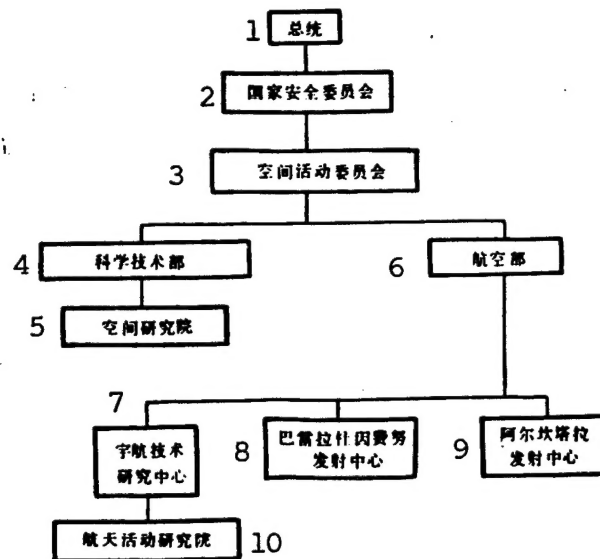 1 总统
2 国家安全委员会
3 空间活动委员会
4 科学技术部
6 航空部
5 空间研究院
7
宇航技术
研究中心
8 巴雷拉杜因费努
发射中心
9 阿尔坎塔拉
发射中心
航天活动研究院 10